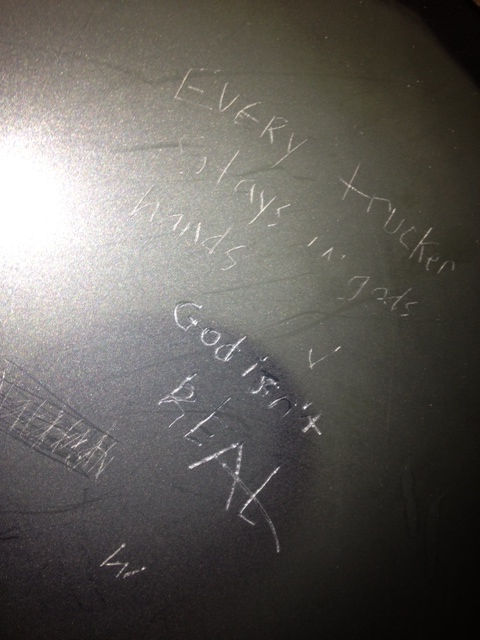 EVERY trucker
Stays in gods
hands
God isn't
REAL